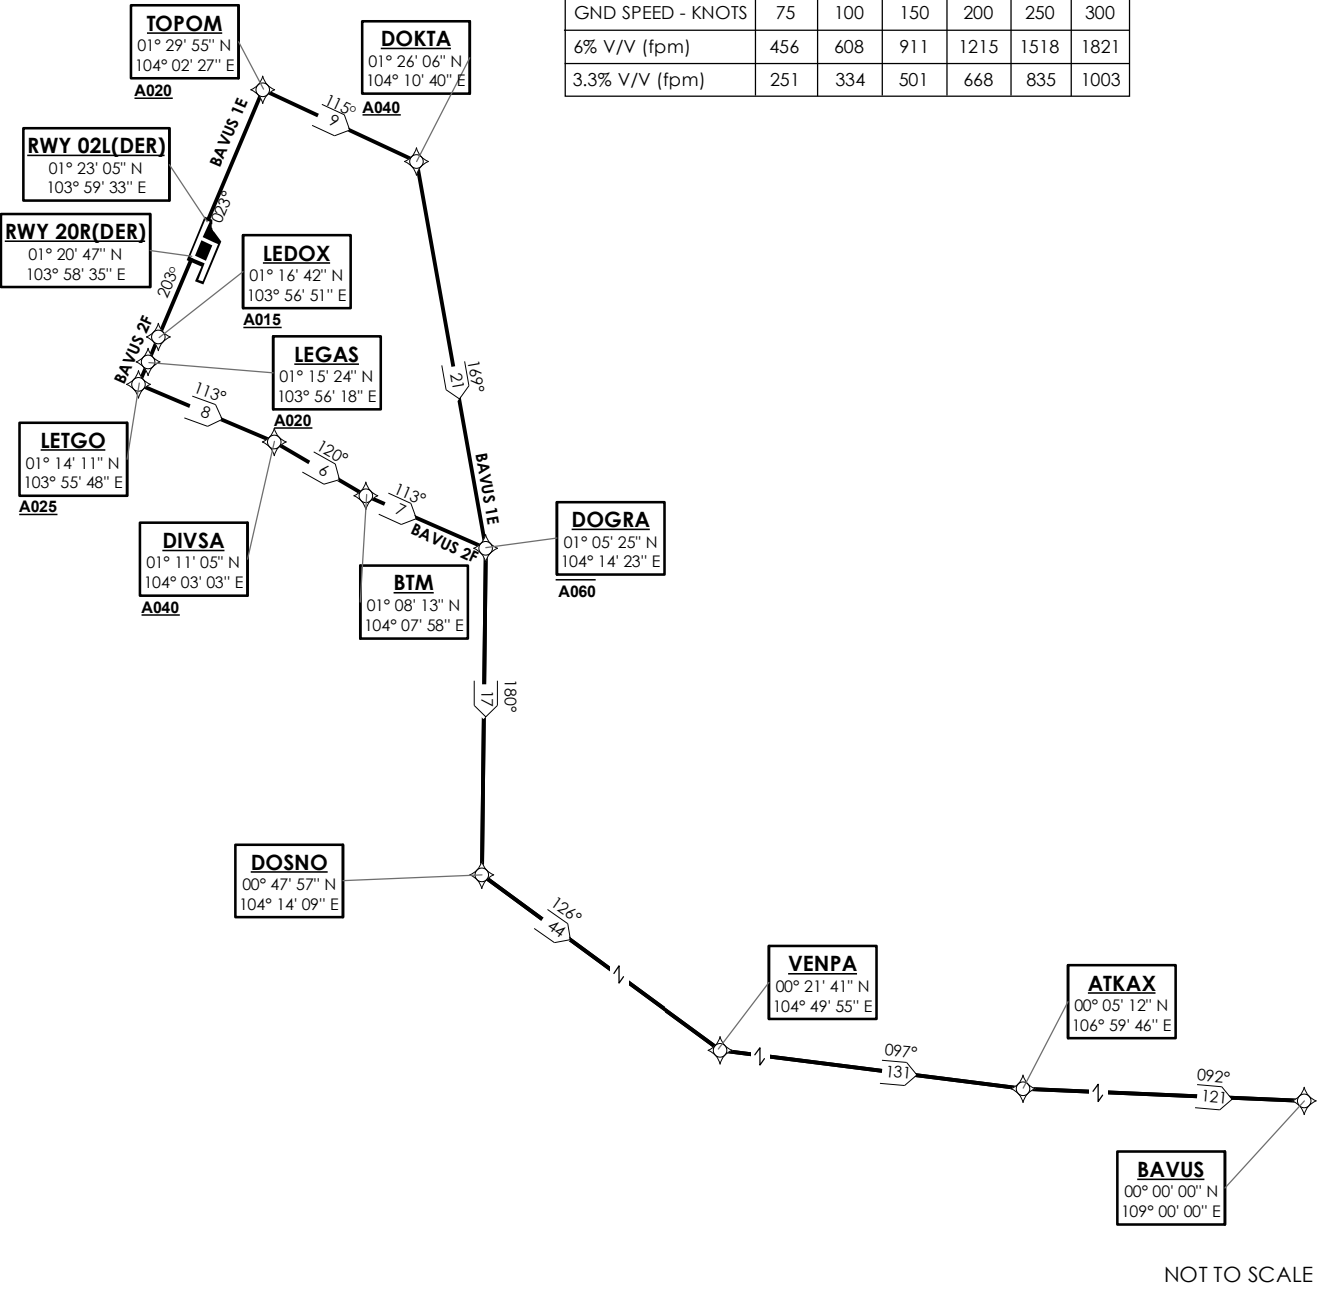 GND SPEED - KNOTS 75 100 150 200 250 300
6% V/V (fpm) 456 608 911 1215 1518 1821
3.3% V/V (fpm) 251 334 501 668 835 1003
TOPOM
01° 29' 55" N
104° 02' 27" E
A020
DOKTA
01° 26' 06" N
104° 10' 40" E
A040
115°
9
BAVUS 1E
RWY 02L(DER)
01° 23' 05" N
103° 59' 33" E
023°
RWY 20R(DER)
01° 20' 47" N
103° 58' 35" E
203°
LEDOX
01° 16' 42" N
103° 56' 51" E
A015
BAVUS 2F
LEGAS
01° 15' 24" N
103° 56' 18" E
A020
113°
8
169°
21
LETGO
01° 14' 11" N
103° 55' 48" E
A025
120°
6
113°
7
BAVUS 2F
BAVUS 1E
DIVSA
01° 11' 05" N
104° 03' 03" E
A040
BTM
01° 08' 13" N
104° 07' 58" E
DOGRA
01° 05' 25" N
104° 14' 23" E
A060
180°
17
DOSNO
00° 47' 57" N
104° 14' 09" E
126°
44
VENPA
00° 21' 41" N
104° 49' 55" E
097°
131
ATKAX
00° 05' 12" N
106° 59' 46" E
092°
121
BAVUS
00° 00' 00" N
109° 00' 00" E
NOT TO SCALE